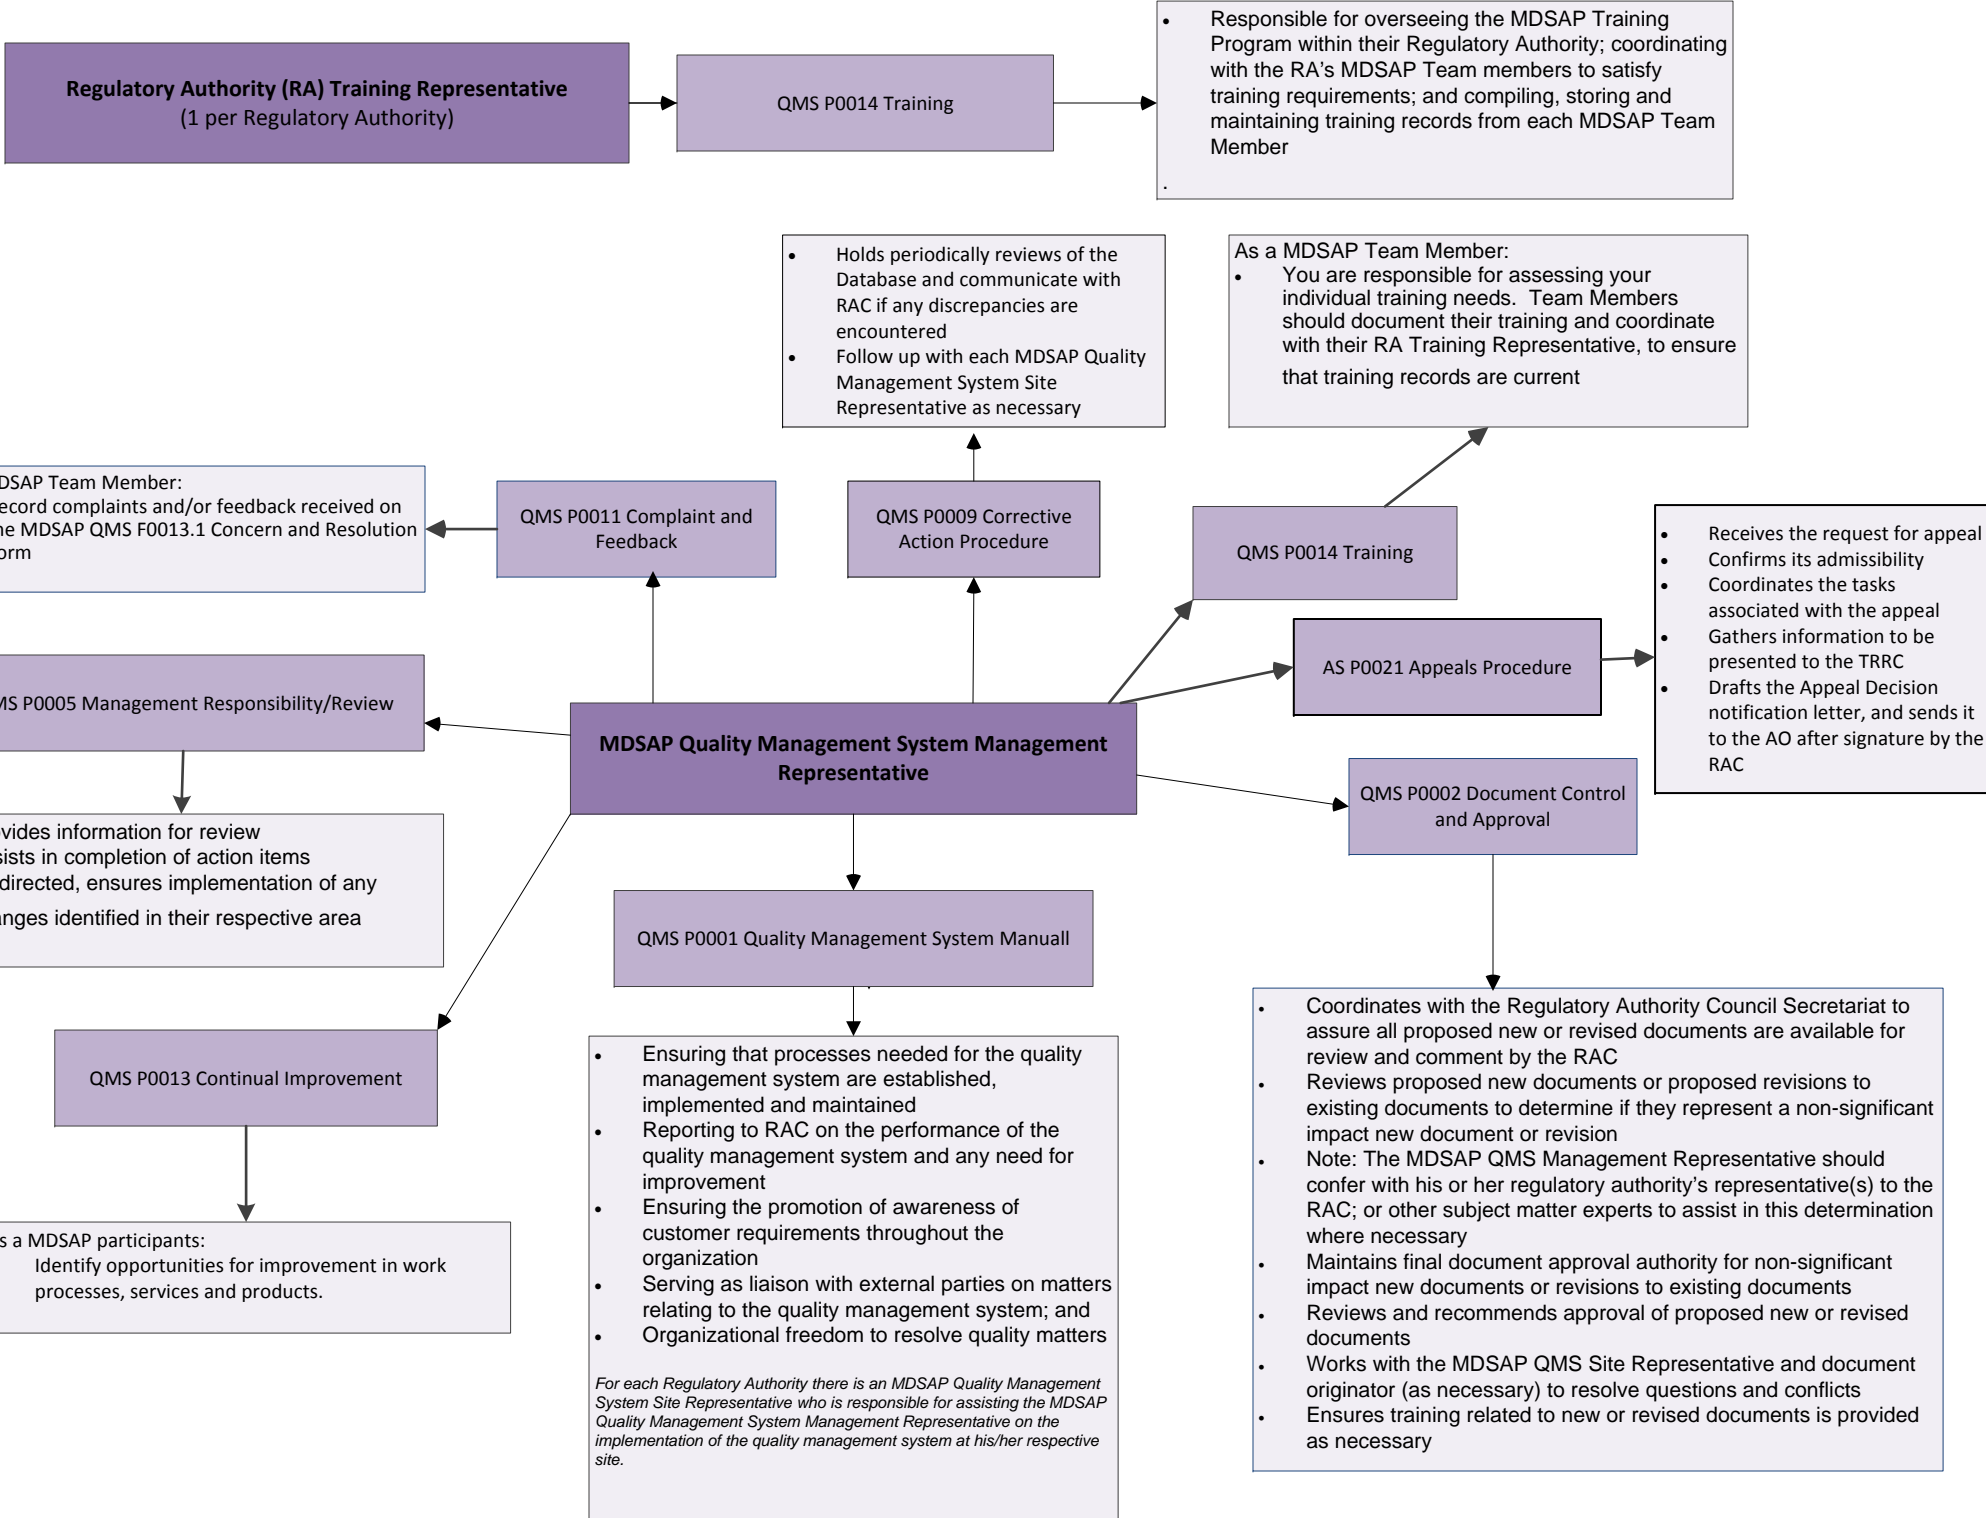 Regulatory Authority (RA) Training Representative
(1 per Regulatory Authority)
QMS P0014 Training
• Responsible for overseeing the MDSAP Training
Program within their Regulatory Authority; coordinating
with the RA's MDSAP Team members to satisfy
training requirements; and compiling, storing and
maintaining training records from each MDSAP Team
Member
.
• Holds periodically reviews of the
Database and communicate with
RAC if any discrepancies are
encountered
• Follow up with each MDSAP Quality
Management System Site
Representative as necessary
As a MDSAP Team Member:
• You are responsible for assessing your
individual training needs.  Team Members
should document their training and coordinate
with their RA Training Representative, to ensure
that training records are current
Team Member:
complaints and/or feedback received on
MDSAP QMS F0013.1 Concern and Resolution
QMS P0011 Complaint and
Feedback
QMS P0009 Corrective
Action Procedure
QMS P0014 Training
AS P0021 Appeals Procedure
• Receives the request for appeal
• Confirms its admissibility
• Coordinates the tasks
associated with the appeal
• Gathers information to be
presented to the TRRC
• Drafts the Appeal Decision
notification letter, and sends it
to the AO after signature by the
RAC
P0005 Management Responsibility/Review
MDSAP Quality Management System Management
Representative
QMS P0002 Document Control
and Approval
information for review
in completion of action items
directed, ensures implementation of any
identified in their respective area
QMS P0001 Quality Management System Manuall
QMS P0013 Continual Improvement
a MDSAP participants:
Identify opportunities for improvement in work
processes, services and products.
• Ensuring that processes needed for the quality
management system are established,
implemented and maintained
• Reporting to RAC on the performance of the
quality management system and any need for
improvement
• Ensuring the promotion of awareness of
customer requirements throughout the
organization
• Serving as liaison with external parties on matters
relating to the quality management system; and
• Organizational freedom to resolve quality matters
For each Regulatory Authority there is an MDSAP Quality Management
System Site Representative who is responsible for assisting the MDSAP
Quality Management System Management Representative on the
implementation of the quality management system at his/her respective
site.
• Coordinates with the Regulatory Authority Council Secretariat to
assure all proposed new or revised documents are available for
review and comment by the RAC
• Reviews proposed new documents or proposed revisions to
existing documents to determine if they represent a non-significant
impact new document or revision
• Note: The MDSAP QMS Management Representative should
confer with his or her regulatory authority's representative(s) to the
RAC; or other subject matter experts to assist in this determination
where necessary
• Maintains final document approval authority for non-significant
impact new documents or revisions to existing documents
• Reviews and recommends approval of proposed new or revised
documents
• Works with the MDSAP QMS Site Representative and document
originator (as necessary) to resolve questions and conflicts
• Ensures training related to new or revised documents is provided
as necessary